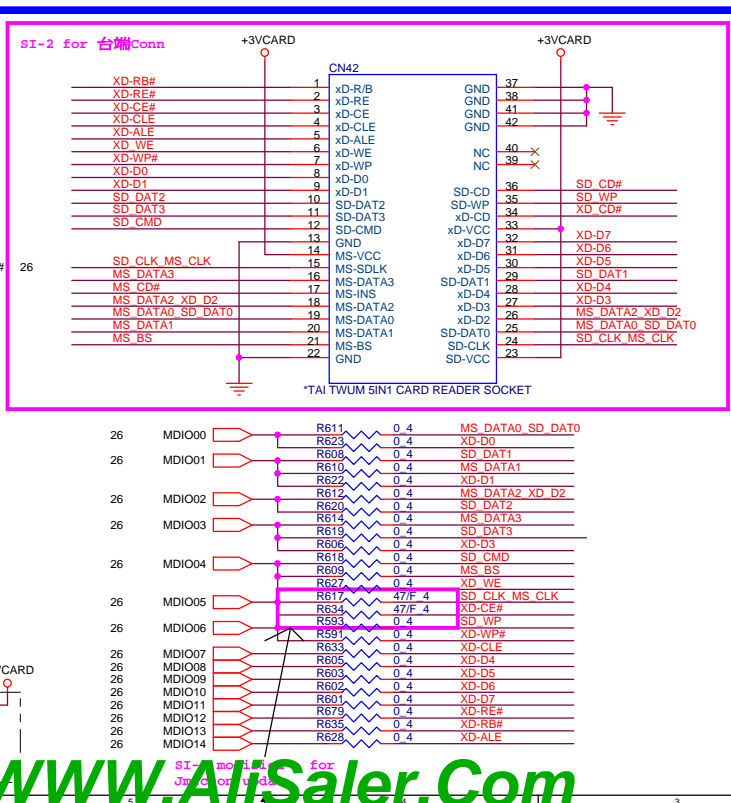 SI-2 for 台端Conn
+3VCARD
+3VCARD
CN42
XD-RB# 1 xD-R/B GND 37
XD-RE# 2 xD-RE GND 38
XD-CE# 3 xD-CE GND 41
XD-CLE 4 xD-CLE GND 42
XD-ALE 5 xD-ALE
XD_WE 6 xD-WE NC 40
XD-WP# 7 xD-WP NC 39
XD-D0 8 xD-D0
XD-D1 9 xD-D1 SD-CD 36 SD_CD#
SD_DAT2 10 SD-DAT2 SD-WP 35 SD_WP
SD_DAT3 11 SD-DAT3 xD-CD 34 XD_CD#
SD_CMD 12 SD-CMD xD-VCC 33
13 GND xD-D7 32 XD-D7
14 MS-VCC xD-D6 31 XD-D6
# 26
SD_CLK_MS_CLK 15 MS-SDLK xD-D5 30 XD-D5
MS_DATA3 16 MS-DATA3 SD-DAT1 29 SD_DAT1
MS_CD# 17 MS-INS xD-D4 28 XD-D4
MS_DATA2_XD_D2 18 MS-DATA2 xD-D3 27 XD-D3
MS_DATA0_SD_DAT0 19 MS-DATA0 xD-D2 26 MS_DATA2_XD_D2
MS_DATA1 20 MS-DATA1 SD-DAT0 25 MS_DATA0_SD_DAT0
MS_BS 21 MS-BS SD-CLK 24 SD_CLK_MS_CLK
22 GND SD-VCC 23
*TAI TWUM 5IN1 CARD READER SOCKET
26 MDIO00 R611 0_4 MS_DATA0_SD_DAT0
R623 0_4 XD-D0
26 MDIO01 R608 0_4 SD_DAT1
R610 0_4 MS_DATA1
R622 0_4 XD-D1
26 MDIO02 R612 0_4 MS_DATA2_XD_D2
R620 0_4 SD_DAT2
26 MDIO03 R614 0_4 MS_DATA3
R619 0_4 SD_DAT3
R606 0_4 XD-D3
26 MDIO04 R618 0_4 SD_CMD
R609 0_4 MS_BS
R627 0_4 XD_WE
26 MDIO05 R617 47/F_4 SD_CLK_MS_CLK
R634 47/F_4 XD-CE#
26 MDIO06 R593 0_4 SD_WP
R591 0_4 XD-WP#
26 MDIO07 R633 0_4 XD-CLE
26 MDIO08 R605 0_4 XD-D4
26 MDIO09 R603 0_4 XD-D5
26 MDIO10 R602 0_4 XD-D6
26 MDIO11 R601 0_4 XD-D7
26 MDIO12 R679 0_4 XD-RE#
26 MDIO13 R635 0_4 XD-RB#
26 MDIO14 R628 0_4 XD-ALE
VCARD
for
WWW.AliSaler.Com
5
4
3